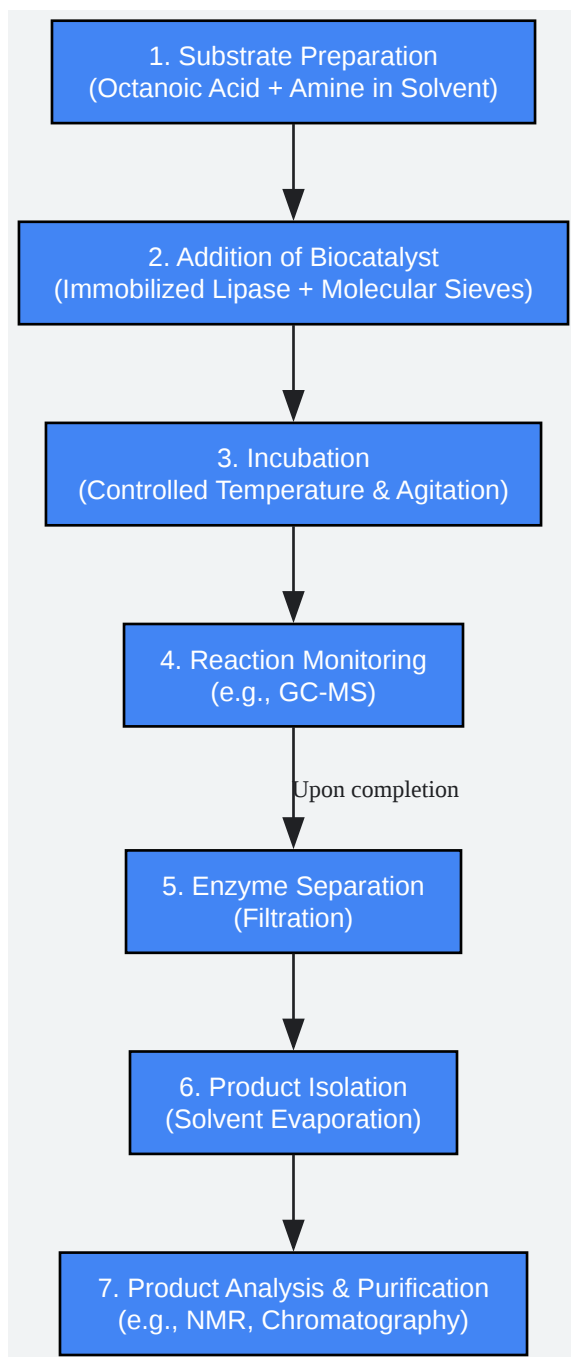 1. Substrate Preparation
(Octanoic Acid + Amine in Solvent)
2. Addition of Biocatalyst
(Immobilized Lipase + Molecular Sieves)
3. Incubation
(Controlled Temperature & Agitation)
4. Reaction Monitoring
(e.g., GC-MS)
Upon completion
5. Enzyme Separation
(Filtration)
6. Product Isolation
(Solvent Evaporation)
7. Product Analysis & Purification
(e.g., NMR, Chromatography)